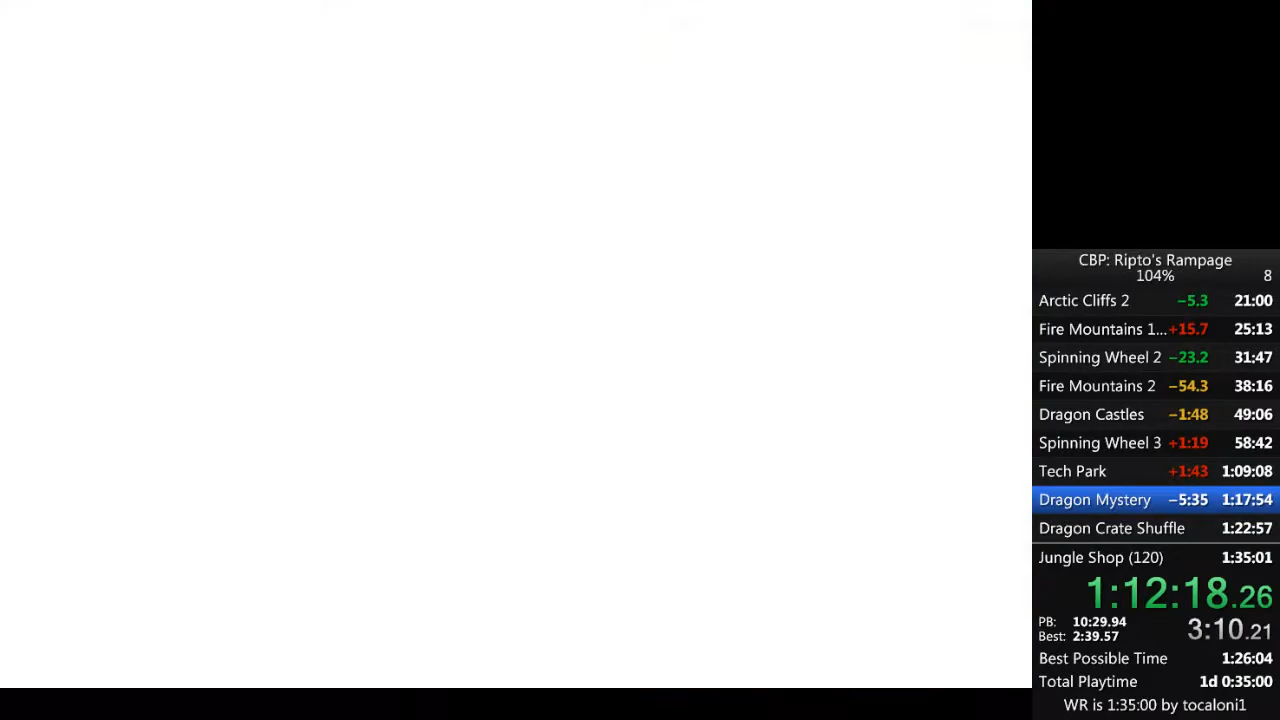 CBP: Ripto's Rampage
104% 8
Arctic Cliffs 2 −5.3 21:00
Fire Mountains 1... +15.7 25:13
Spinning Wheel 2 −23.2 31:47
Fire Mountains 2 −54.3 38:16
Dragon Castles −1:48 49:06
Spinning Wheel 3 +1:19 58:42
Tech Park +1:43 1:09:08
Dragon Mystery −5:35 1:17:54
Dragon Crate Shuffle 1:22:57
Jungle Shop (120) 1:35:01
1:12:18.26
PB: 10:29.94
Best: 2:39.57
3:10.21
Best Possible Time 1:26:04
Total Playtime 1d 0:35:00
WR is 1:35:00 by tocaloni1